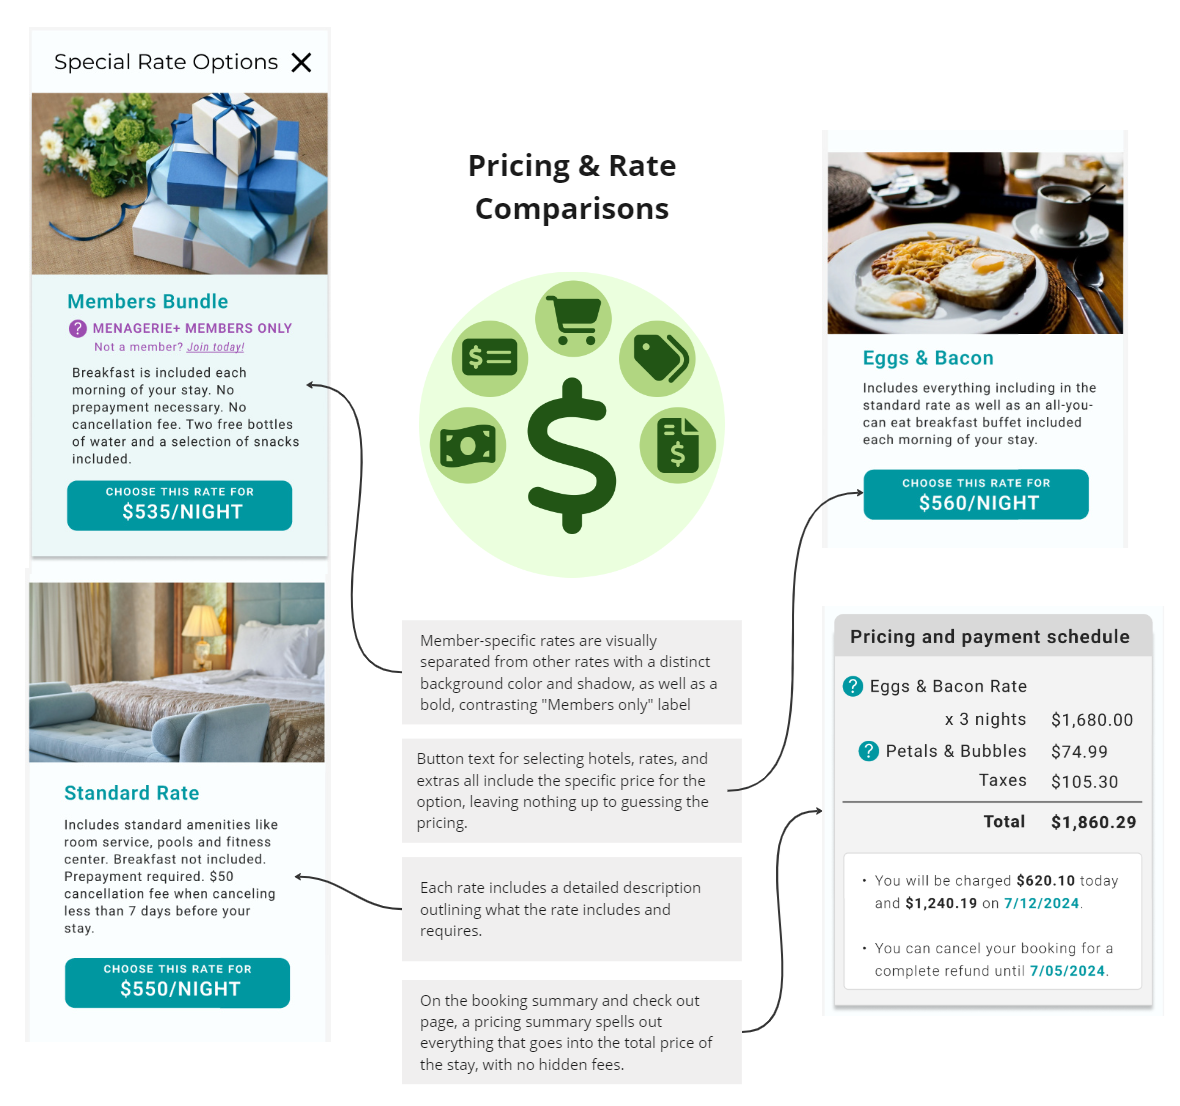 Special Rate Options
Members Bundle
? MENAGERIE+ MEMBERS ONLY
Not a member? Join today!
Breakfast is included each
morning of your stay. No
prepayment necessary. No
cancellation fee. Two free bottles
of water and a selection of snacks
included.
CHOOSE THIS RATE FOR
$535/NIGHT
Standard Rate
Includes standard amenities like
room service, pools and fitness
center. Breakfast not included.
Prepayment required. $50
cancellation fee when canceling
less than 7 days before your
stay.
CHOOSE THIS RATE FOR
$550/NIGHT
Pricing & Rate
Comparisons
$
$
$
Member-specific rates are visually
separated from other rates with a distinct
background color and shadow, as well as a
bold, contrasting "Members only" label
Button text for selecting hotels, rates, and
extras all include the specific price for the
option, leaving nothing up to guessing the
pricing.
Each rate includes a detailed description
outlining what the rate includes and
requires.
On the booking summary and check out
page, a pricing summary spells out
everything that goes into the total price of
the stay, with no hidden fees.
Eggs & Bacon
Includes everything including in the
standard rate as well as an all-you-
can eat breakfast buffet included
each morning of your stay.
CHOOSE THIS RATE FOR
$560/NIGHT
Pricing and payment schedule
? Eggs & Bacon Rate
x 3 nights $1,680.00
? Petals & Bubbles $74.99
Taxes $105.30
Total $1,860.29
• You will be charged $620.10 today
and $1,240.19 on 7/12/2024.
• You can cancel your booking for a
complete refund until 7/05/2024.